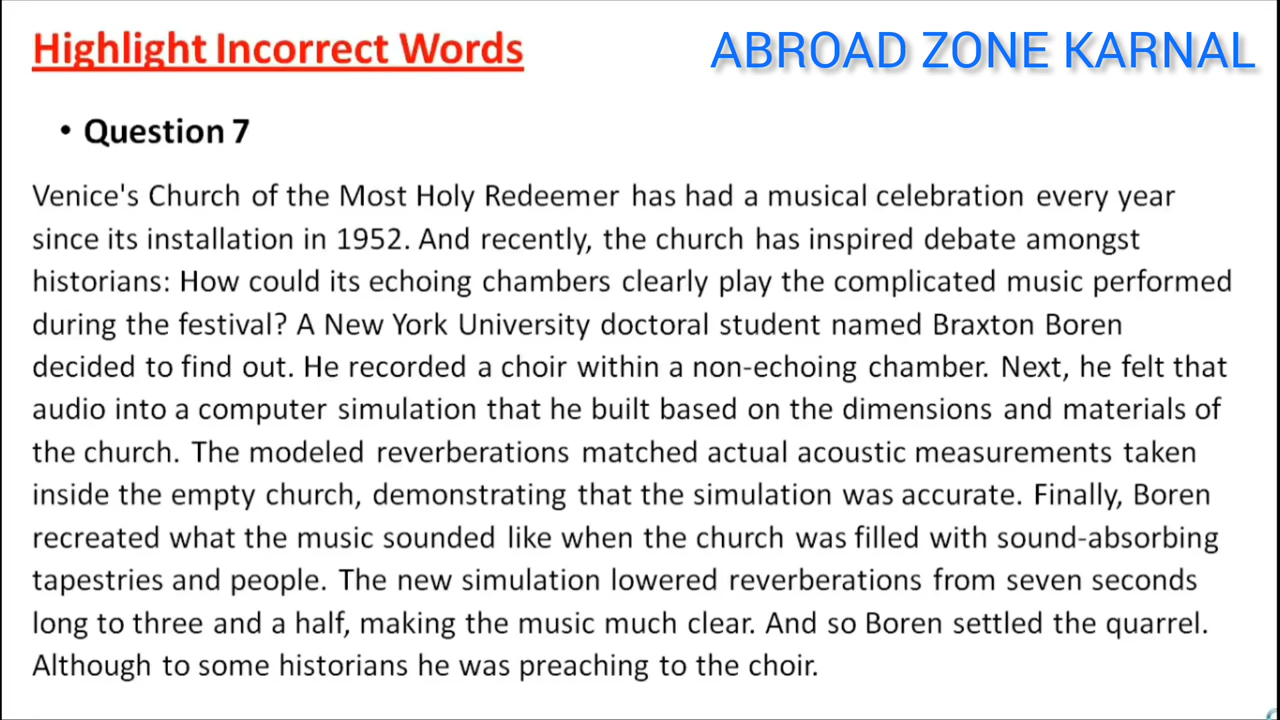 Highlight Incorrect Words
ABROAD ZONE KARNAL
• Question 7
Venice's Church of the Most Holy Redeemer has had a musical celebration every year
since its installation in 1952. And recently, the church has inspired debate amongst
historians: How could its echoing chambers clearly play the complicated music performed
during the festival? A New York University doctoral student named Braxton Boren
decided to find out. He recorded a choir within a non-echoing chamber. Next, he felt that
audio into a computer simulation that he built based on the dimensions and materials of
the church. The modeled reverberations matched actual acoustic measurements taken
inside the empty church, demonstrating that the simulation was accurate. Finally, Boren
recreated what the music sounded like when the church was filled with sound-absorbing
tapestries and people. The new simulation lowered reverberations from seven seconds
long to three and a half, making the music much clear. And so Boren settled the quarrel.
Although to some historians he was preaching to the choir.